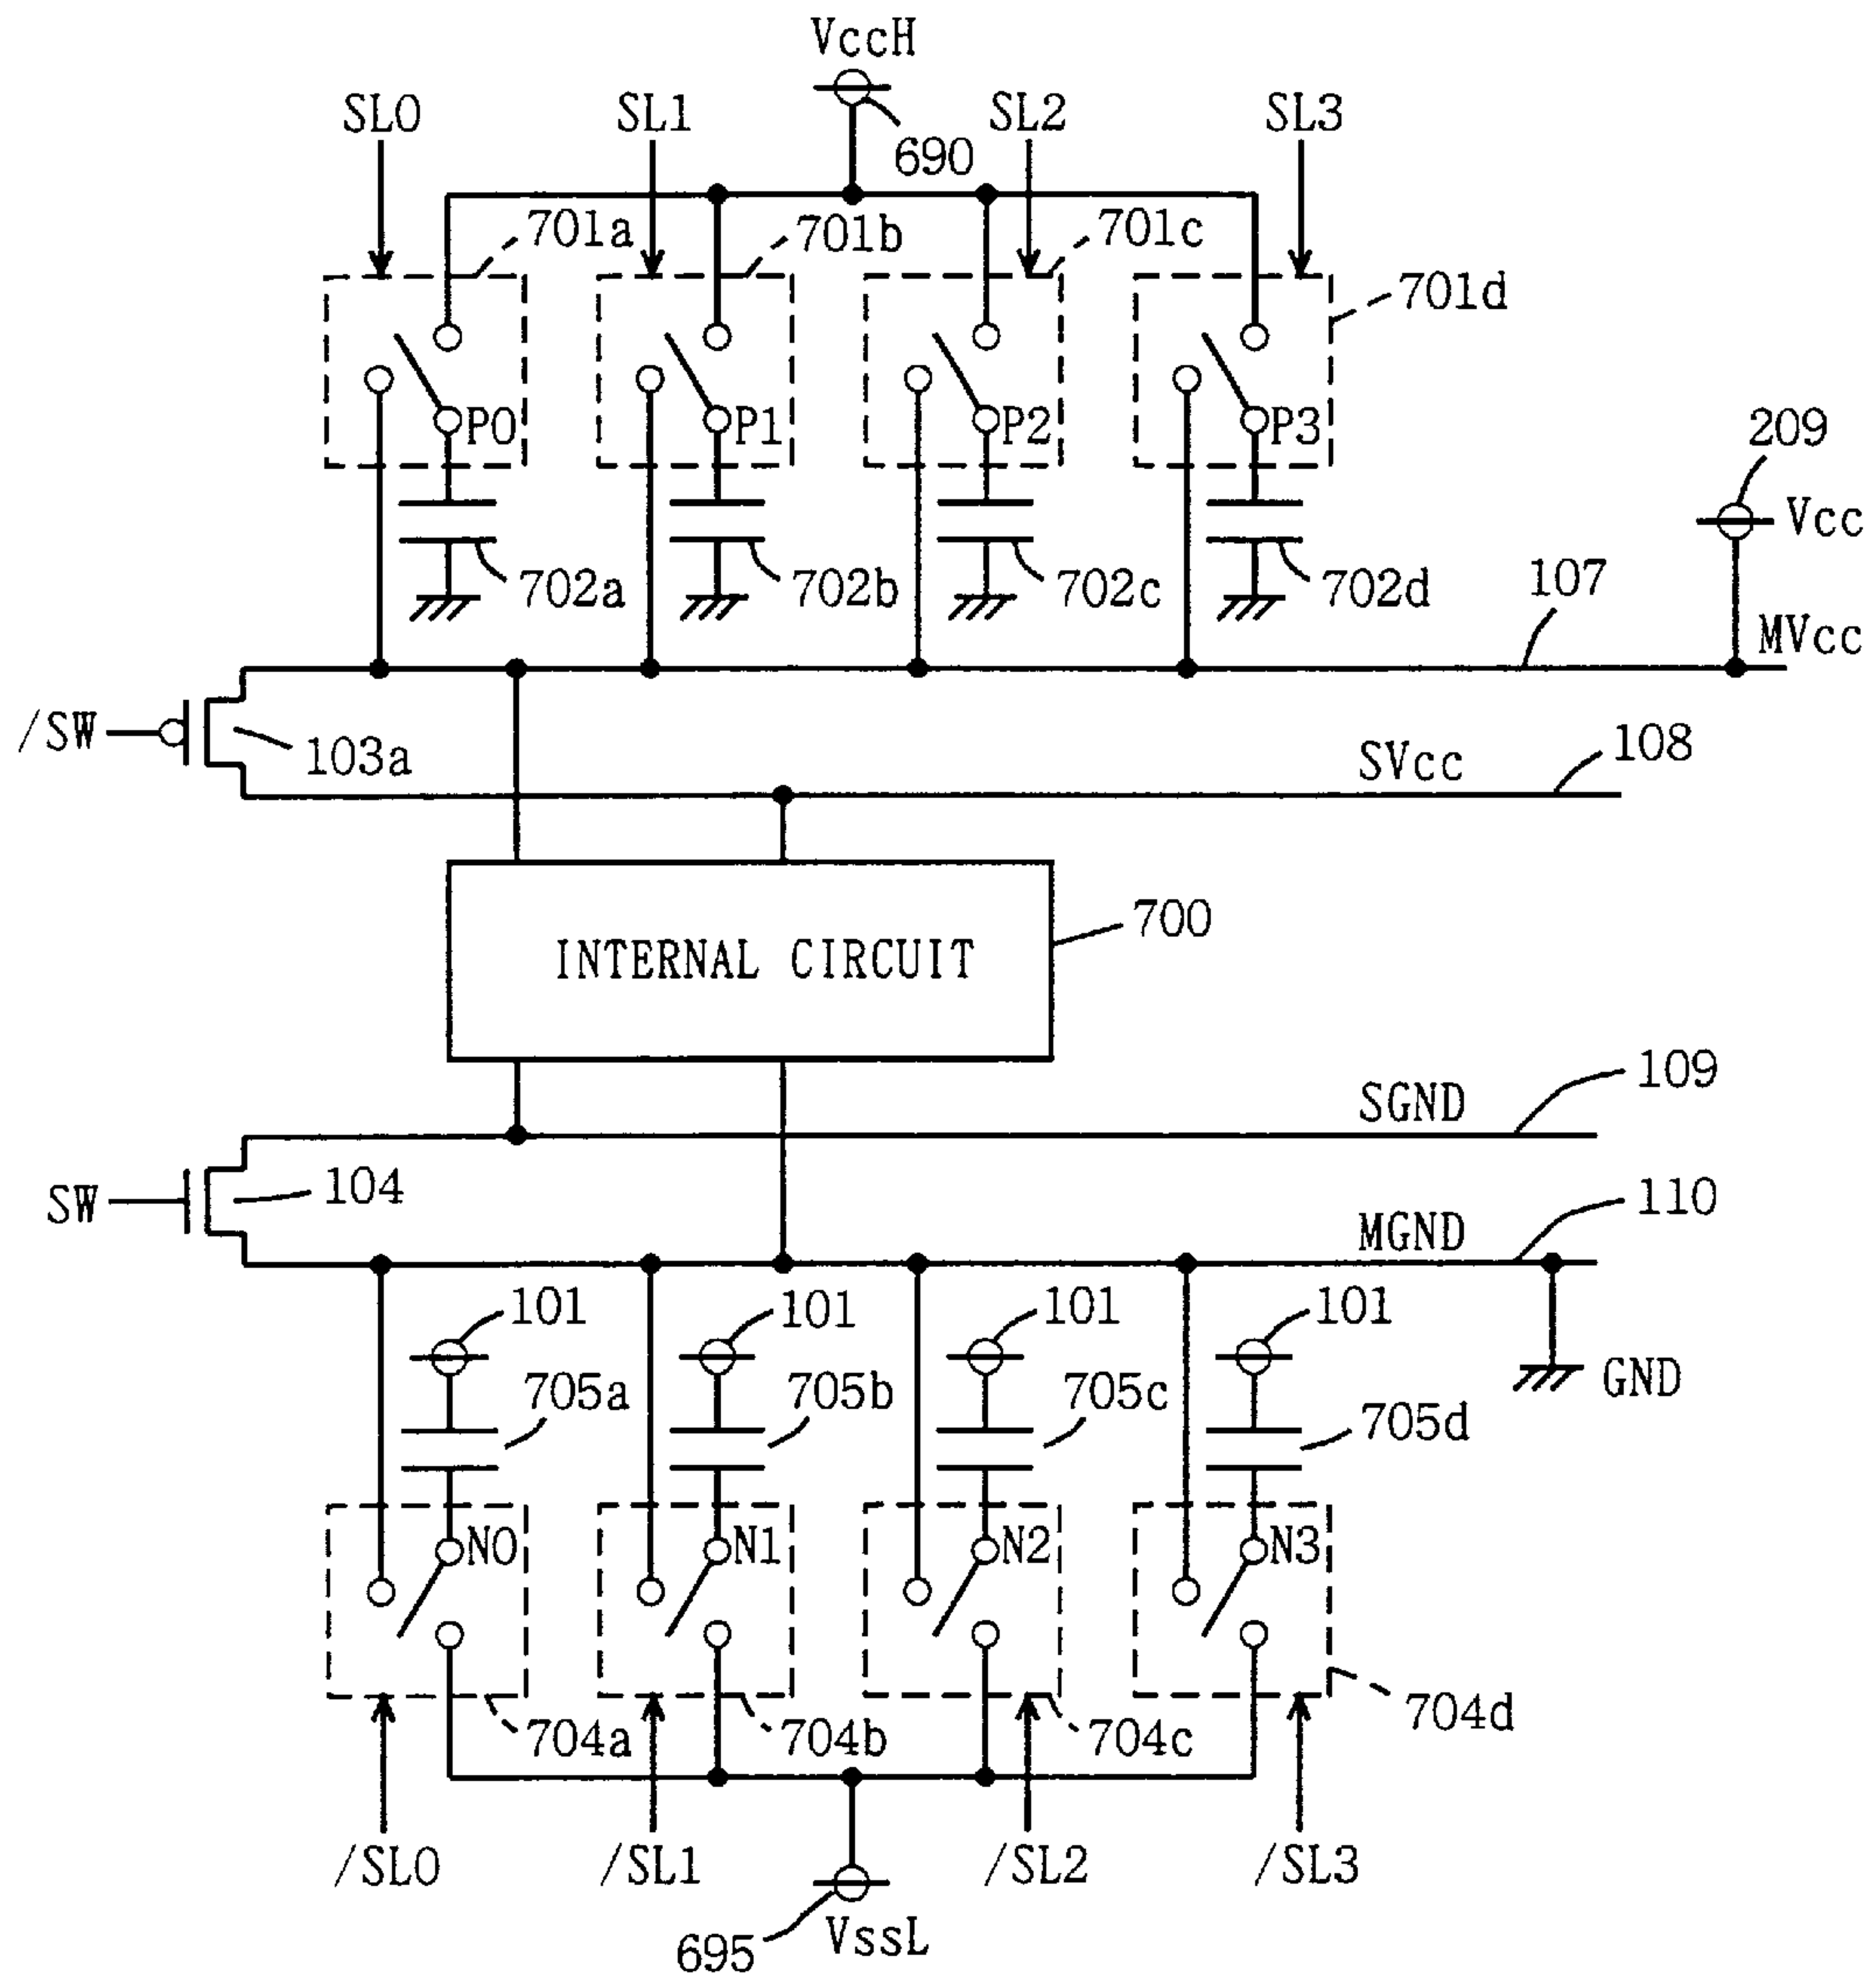 VccH
SL0 SL1 SL2 SL3
690
701a 701b 701c 701d
P0 P1 P2 P3
209
Vcc
702a 702b 702c 702d
107
MVcc
/SW
103a
SVcc
108
INTERNAL CIRCUIT
700
SGND
109
SW
104
MGND
110
101 101 101 101
705a 705b 705c 705d
GND
N0 N1 N2 N3
704a 704b 704c 704d
/SL0 /SL1 /SL2 /SL3
695
VssL